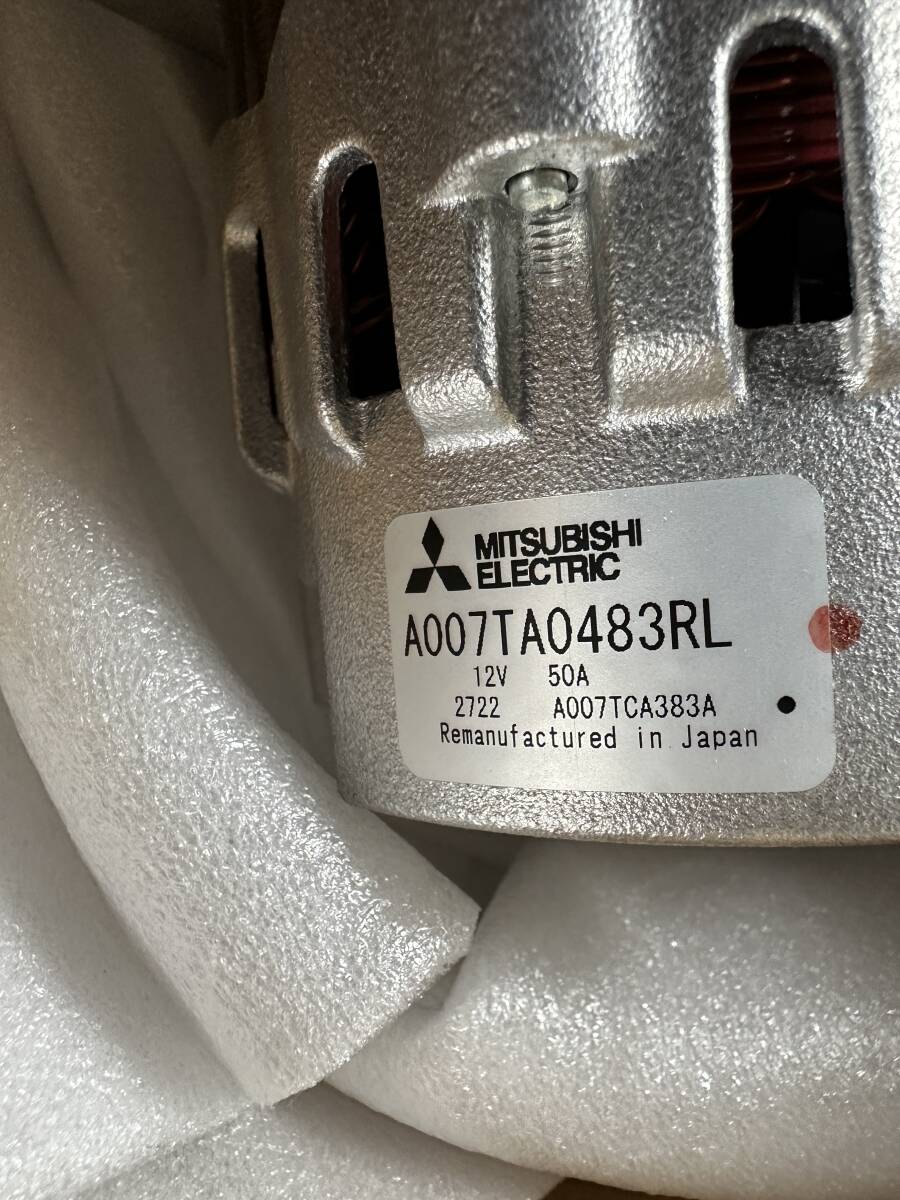 MITSUBISHI
ELECTRIC
A007TA0483RL
12V 50A
2722 A007TCA383A
Remanufactured in Japan